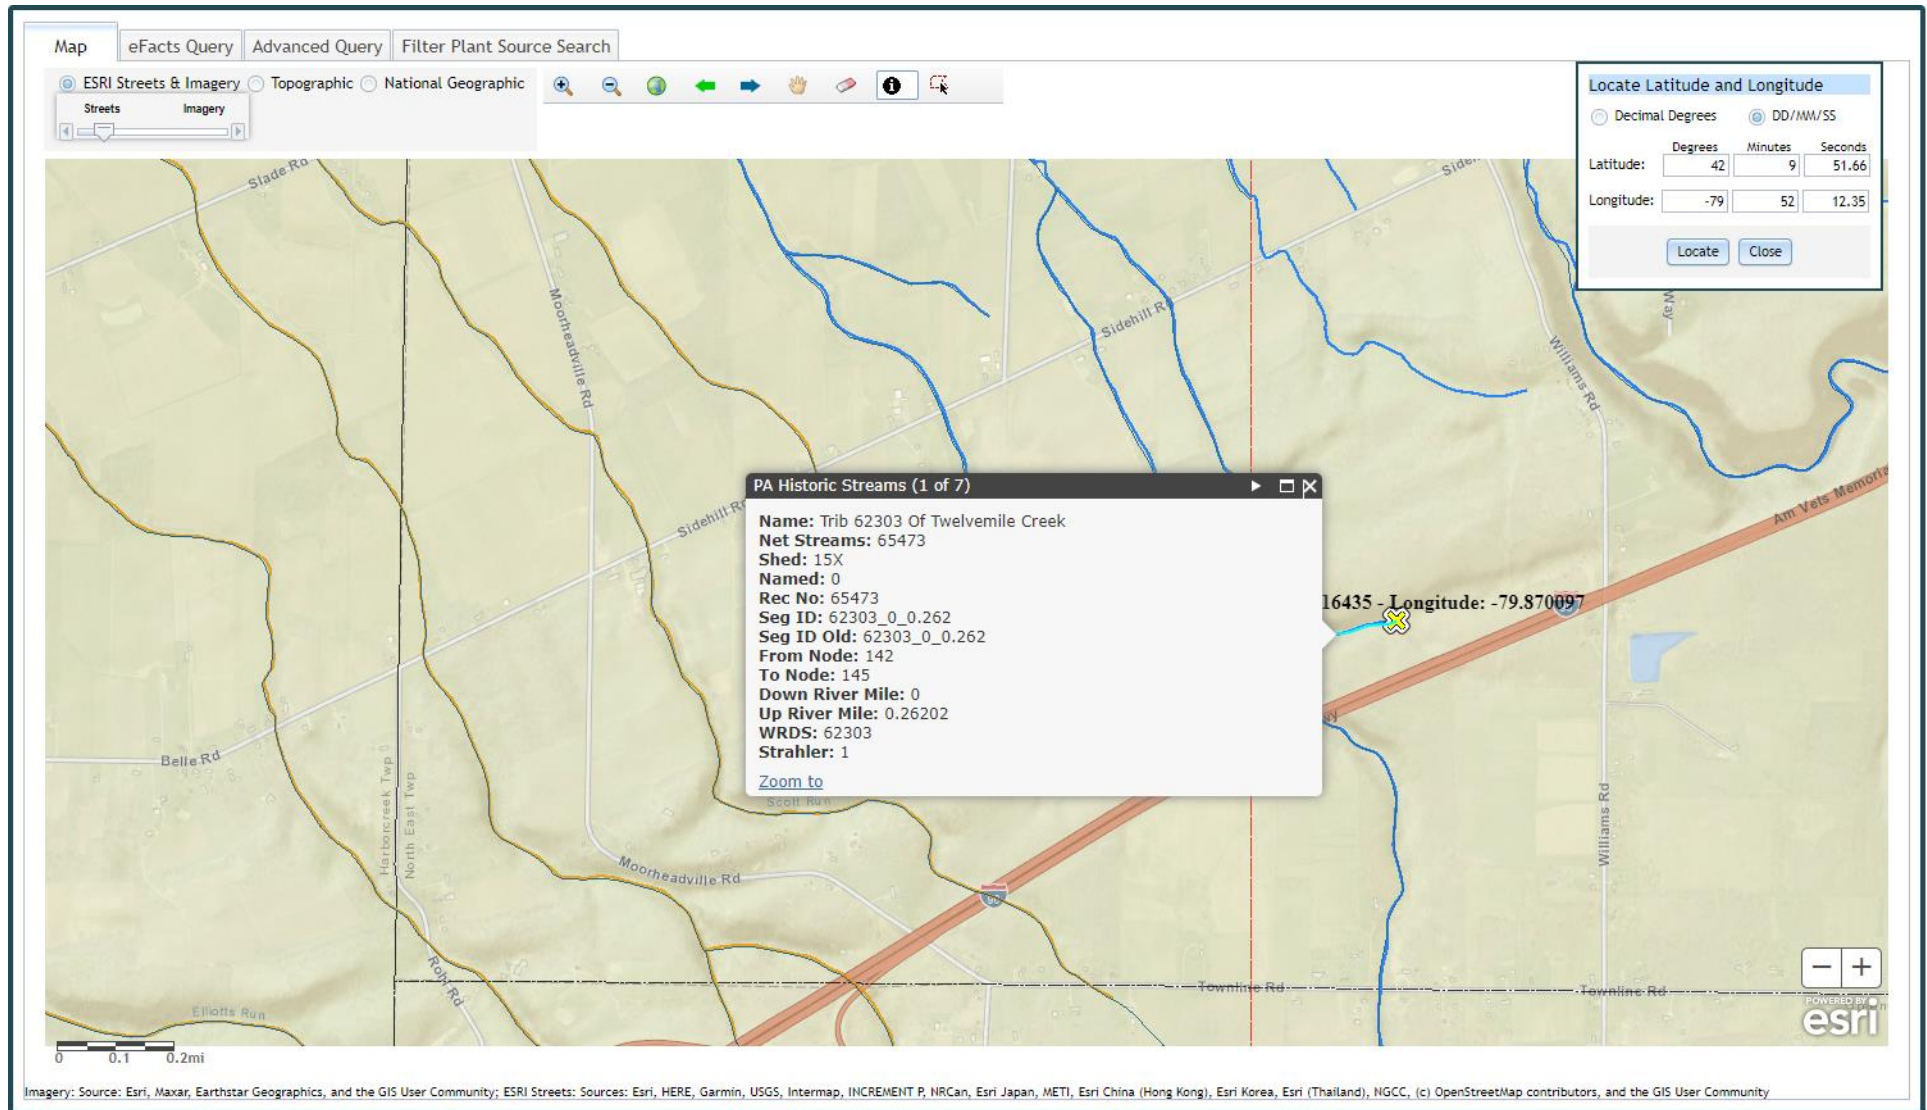 Map eFacts Query Advanced Query Filter Plant Source Search
ESRI Streets & Imagery Topographic National Geographic
Streets Imagery
Locate Latitude and Longitude
Decimal Degrees DD/MM/SS
Degrees Minutes Seconds
Latitude: 42 9 51.66
Longitude: -79 52 12.35
Locate Close
Slade Rd
Moorheadville Rd
Sidehill Rd
Way
Williams Rd
Am Vets Memorial
Sidehill Rd
PA Historic Streams (1 of 7)
Name: Trib 62303 Of Twelvemile Creek
Net Streams: 65473
Shed: 15X
Named: 0
Rec No: 65473
Seg ID: 62303_0_0.262
Seg ID Old: 62303_0_0.262
From Node: 142
To Node: 145
Down River Mile: 0
Up River Mile: 0.26202
WRDS: 62303
Strahler: 1
Zoom to
16435 - Longitude: -79.870097
Belle Rd
Harborcreek Twp
North East Twp
Scott Run
Moorheadville Rd
90
Williams Rd
Rohl Rd
Townline Rd
Townline Rd
Elliotts Run
POWERED BY
esri
0 0.1 0.2mi
Imagery: Source: Esri, Maxar, Earthstar Geographics, and the GIS User Community; ESRI Streets: Sources: Esri, HERE, Garmin, USGS, Intermap, INCREMENT P, NRCan, Esri Japan, METI, Esri China (Hong Kong), Esri Korea, Esri (Thailand), NGCC, (c) OpenStreetMap contributors, and the GIS User Community